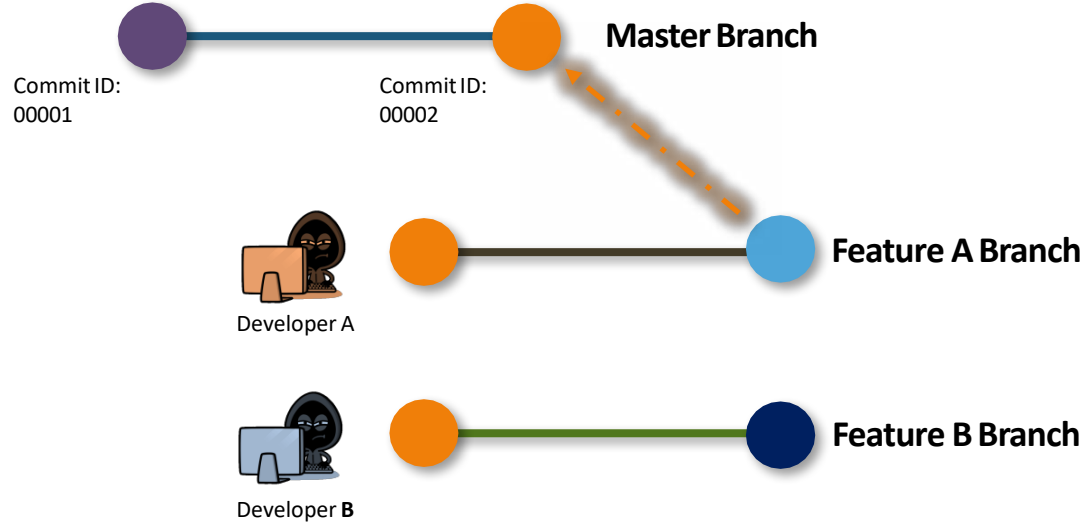 Master Branch
Commit ID:
00001
Commit ID:
00002
Feature A Branch
Developer A
Feature B Branch
Developer B